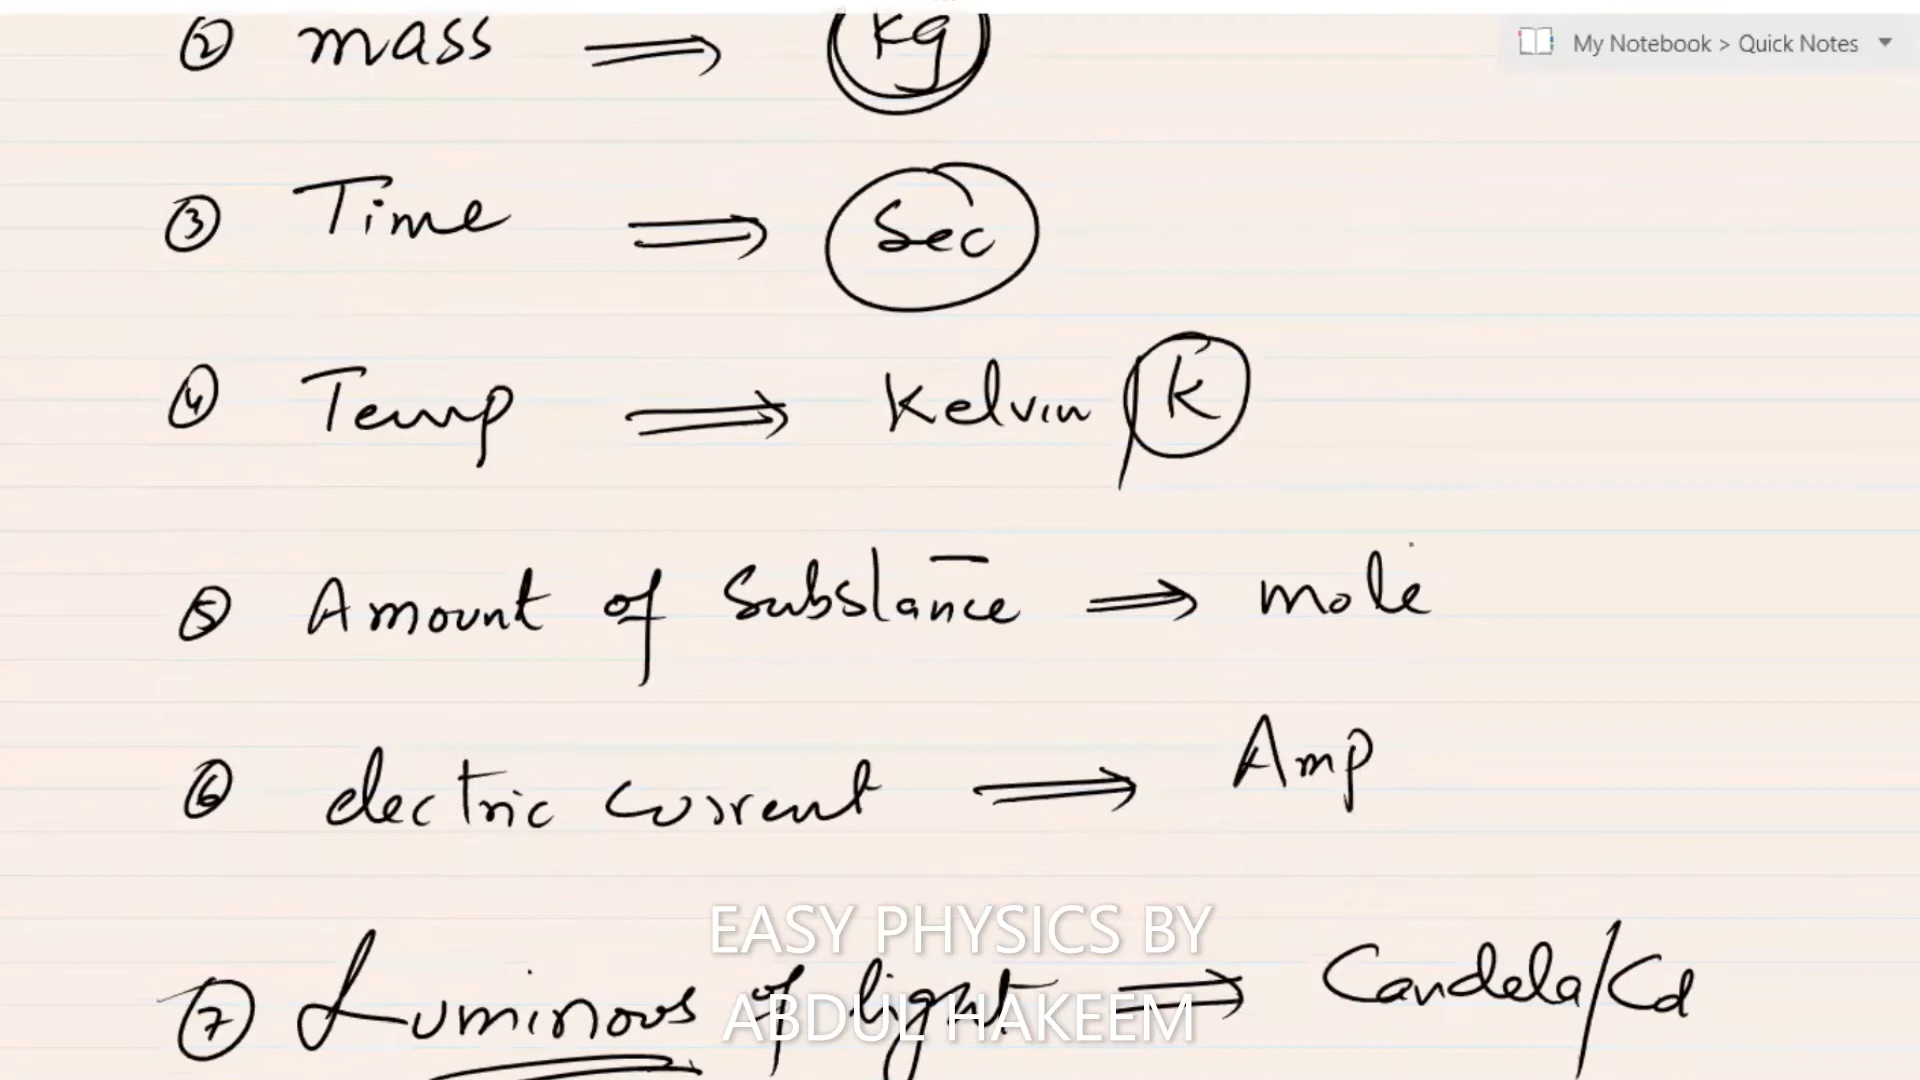 ② mass ⟹ kg
My Notebook > Quick Notes
③ Time ⟹ Sec
④ Temp ⟹ Kelvin / K
⑤ Amount of Substance ⟹ mole
⑥ electric current ⟹ Amp
⑦ Luminous of light ⟹ Candela/Cd
EASY PHYSICS BY
ABDUL HAKEEM